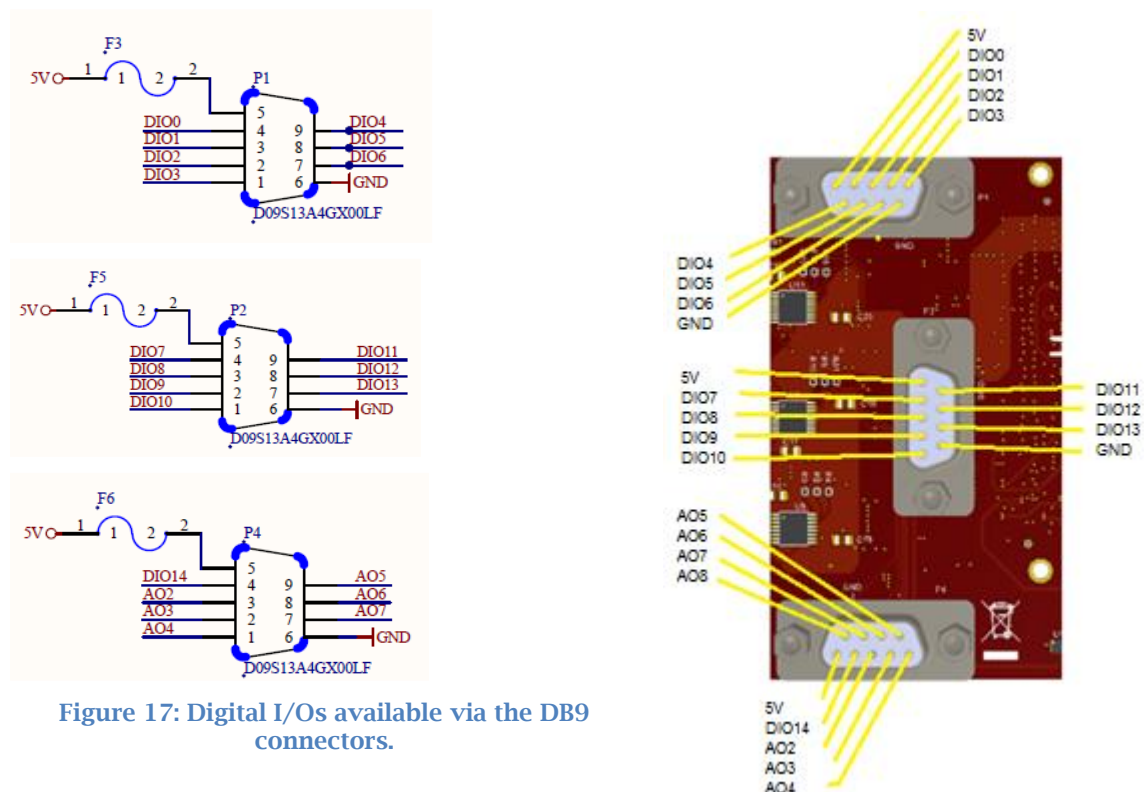 F3
5V 1 1 2 2
P1
5
DIO0 4 9 DIO4
DIO1 3 8 DIO5
DIO2 2 7 DIO6
DIO3 1 6 GND
D09S13A4GX00LF
F5
5V 1 1 2 2
P2
5
DIO7 4 9 DIO11
DIO8 3 8 DIO12
DIO9 2 7 DIO13
DIO10 1 6 GND
D09S13A4GX00LF
F6
5V 1 1 2 2
P4
5
DIO14 4 9 AO5
AO2 3 8 AO6
AO3 2 7 AO7
AO4 1 6 GND
D09S13A4GX00LF
Figure 17: Digital I/Os available via the DB9
connectors.
5V
DIO0
DIO1
DIO2
DIO3
P1
GND
DIO4
DIO5
DIO6
GND
5V
DIO7
DIO8
DIO9
DIO10
DIO11
DIO12
DIO13
GND
AO5
AO6
AO7
AO8
GND
5V
DIO14
AO2
AO3
AO4